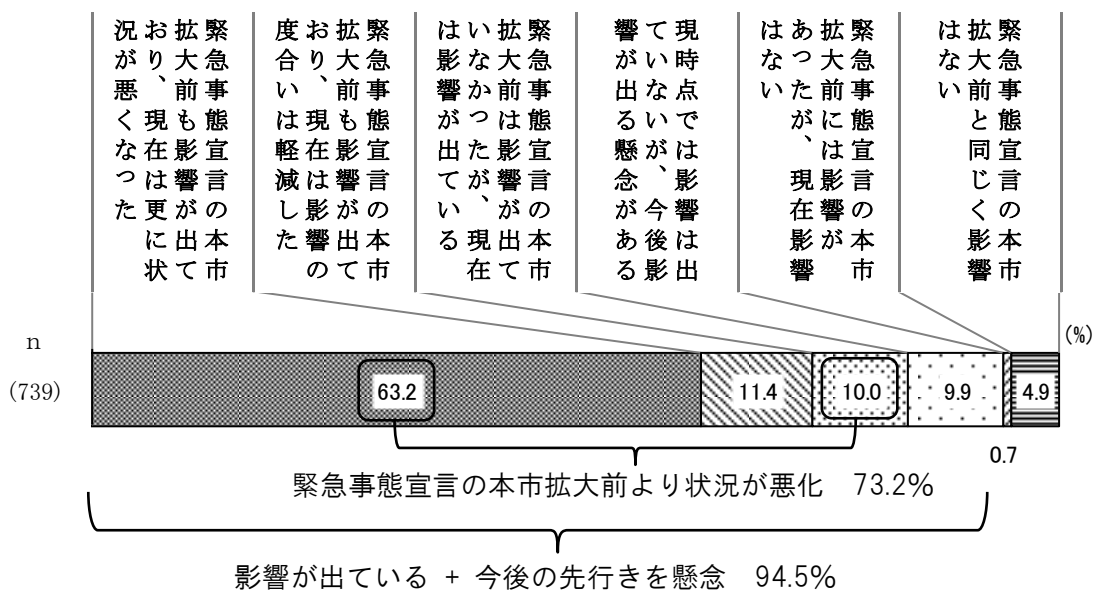 緊急事態宣言の本市
拡大前も影響が出て
おり、現在は更に状
況が悪くなった
緊急事態宣言の本市
拡大前も影響が出て
おり、現在は影響の
度合いは軽減した
緊急事態宣言の本市
拡大前は影響が出て
いなかったが、現在
は影響が出ている
現時点では影響は出
ていないが、今後影
響が出る懸念がある
緊急事態宣言の本市
拡大前には影響が
あったが、現在影響
はない
緊急事態宣言の本市
拡大前と同じく影響
はない
(%)
n
(739)
63.2
11.4
10.0
9.9
4.9
0.7
緊急事態宣言の本市拡大前より状況が悪化 73.2%
影響が出ている + 今後の先行きを懸念 94.5%